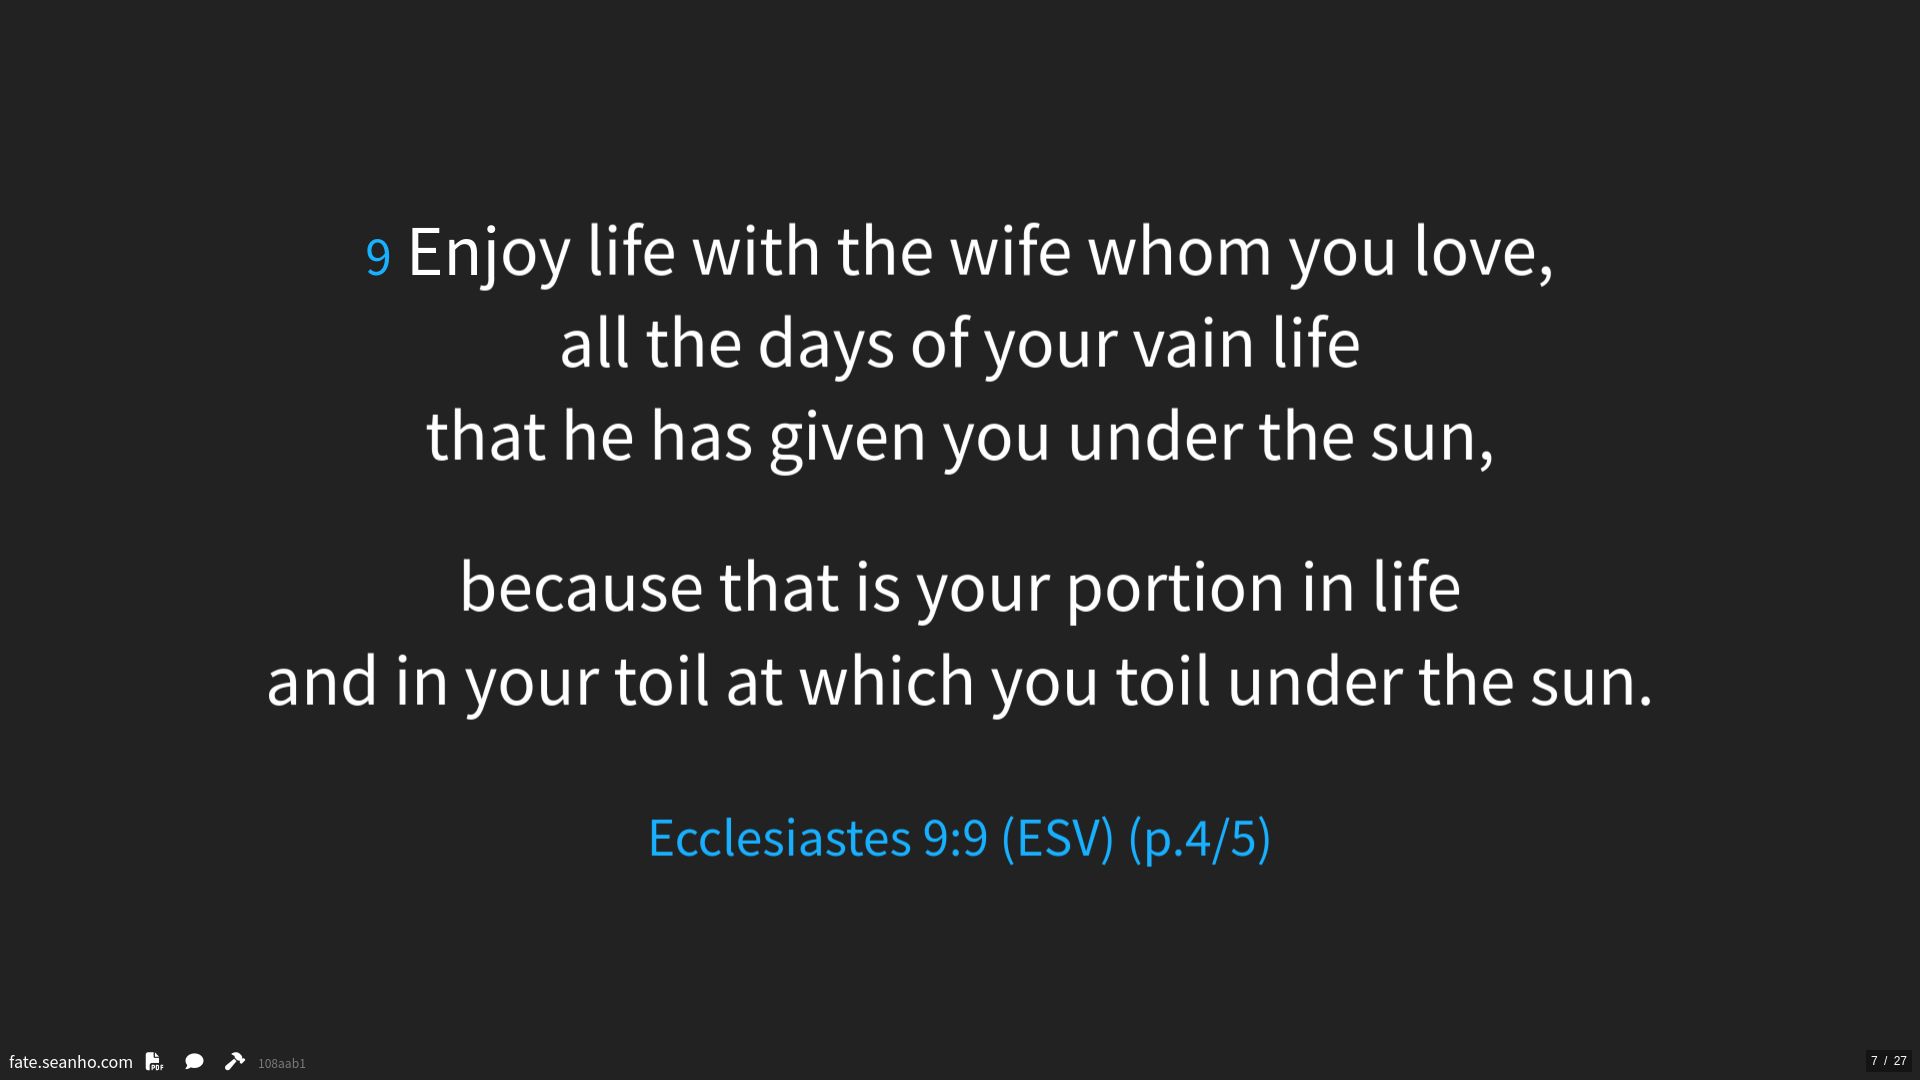 9 Enjoy life with the wife whom you love,
all the days of your vain life
that he has given you under the sun,
because that is your portion in life
and in your toil at which you toil under the sun.
Ecclesiastes 9:9 (ESV) (p.4/5)
fate.seanho.com PDF 108aab1
7 / 27